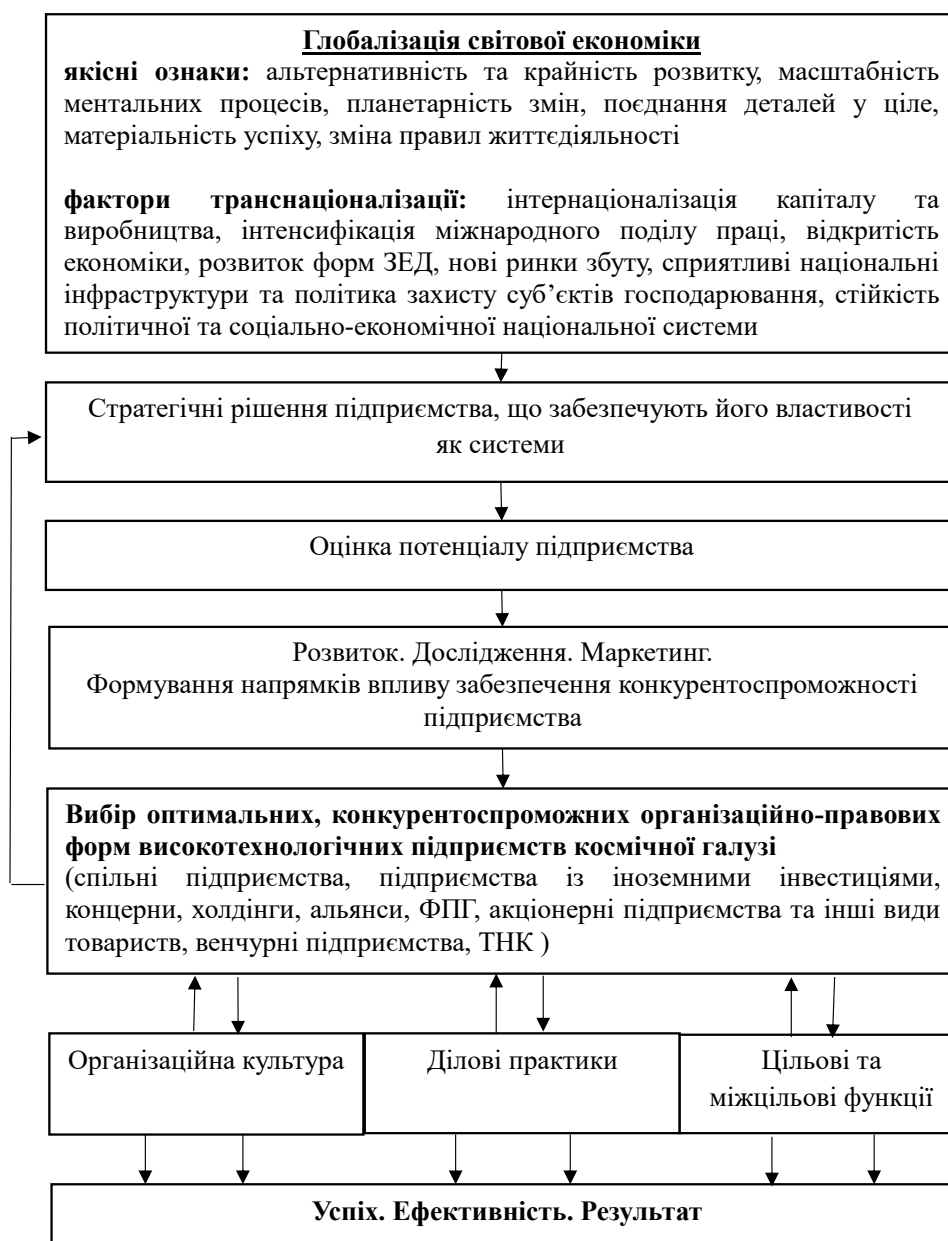 Глобалізація світової економіки
якісні ознаки: альтернативність та крайність розвитку, масштабність
ментальних процесів, планетарність змін, поєднання деталей у ціле,
матеріальність успіху, зміна правил життєдіяльності
фактори транснаціоналізації: інтернаціоналізація капіталу та
виробництва, інтенсифікація міжнародного поділу праці, відкритість
економіки, розвиток форм ЗЕД, нові ринки збуту, сприятливі національні
інфраструктури та політика захисту суб’єктів господарювання, стійкість
політичної та соціально-економічної національної системи
Стратегічні рішення підприємства, що забезпечують його властивості
як системи
Оцінка потенціалу підприємства
Розвиток. Дослідження. Маркетинг.
Формування напрямків впливу забезпечення конкурентоспроможності
підприємства
Вибір оптимальних, конкурентоспроможних організаційно-правових
форм високотехнологічних підприємств космічної галузі
(спільні підприємства, підприємства із іноземними інвестиціями,
концерни, холдінги, альянси, ФПГ, акціонерні підприємства та інші види
товариств, венчурні підприємства, ТНК )
Організаційна культура
Ділові практики
Цільові та
міжцільові функції
Успіх. Ефективність. Результат